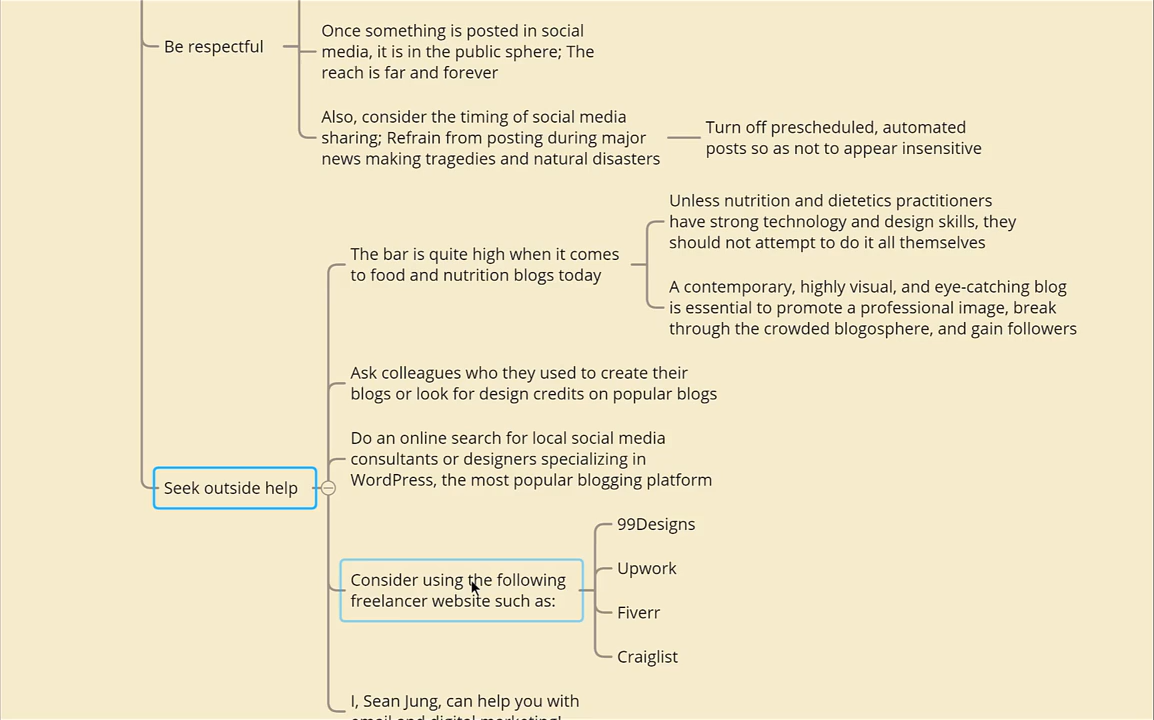 Be respectful
Once something is posted in social
media, it is in the public sphere; The
reach is far and forever
Also, consider the timing of social media
sharing; Refrain from posting during major
news making tragedies and natural disasters
Turn off prescheduled, automated
posts so as not to appear insensitive
Seek outside help
The bar is quite high when it comes
to food and nutrition blogs today
Unless nutrition and dietetics practitioners
have strong technology and design skills, they
should not attempt to do it all themselves
A contemporary, highly visual, and eye-catching blog
is essential to promote a professional image, break
through the crowded blogosphere, and gain followers
Ask colleagues who they used to create their
blogs or look for design credits on popular blogs
Do an online search for local social media
consultants or designers specializing in
WordPress, the most popular blogging platform
Consider using the following
freelancer website such as:
99Designs
Upwork
Fiverr
Craiglist
I, Sean Jung, can help you with
email and digital marketing!